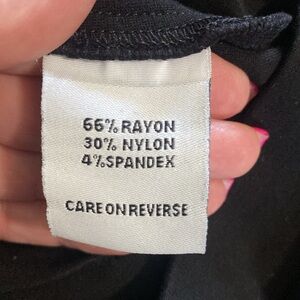 66% RAYON
30% NYLON
4% SPANDEX
CARE ON REVERSE